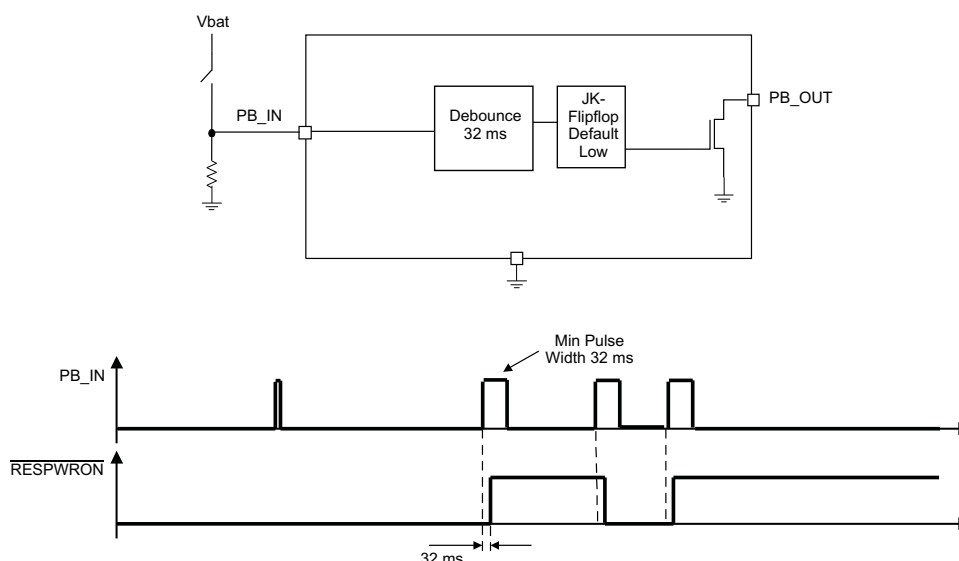 Vbat
PB_IN
Debounce
32 ms
JK-
Flipflop
Default
Low
PB_OUT
Min Pulse
Width 32 ms
PB_IN
RESPWRON
32 ms